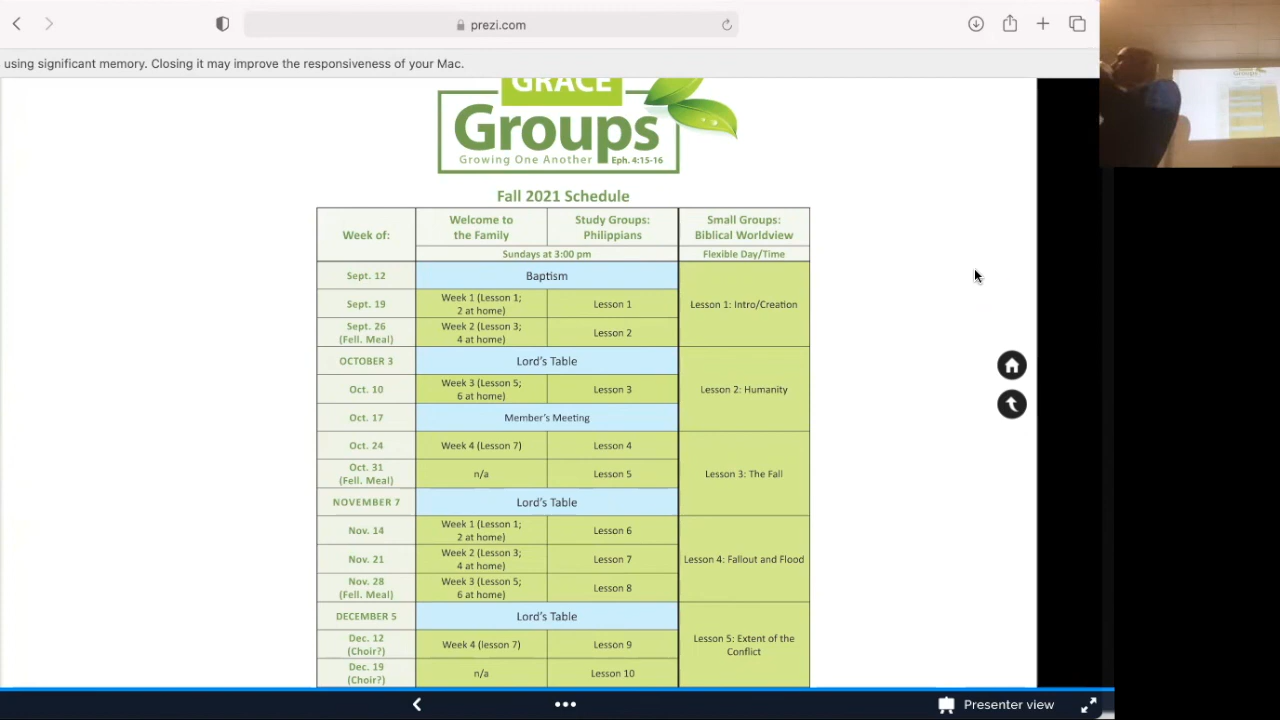 prezi.com
using significant memory. Closing it may improve the responsiveness of your Mac.
GRACE
Groups
Growing One Another Eph. 4:15-16
Fall 2021 Schedule
Week of:
Welcome to
the Family
Study Groups:
Philippians
Small Groups:
Biblical Worldview
Sundays at 3:00 pm
Flexible Day/Time
Sept. 12
Baptism
Lesson 1: Intro/Creation
Sept. 19
Week 1 (Lesson 1;
2 at home)
Lesson 1
Sept. 26
(Fell. Meal)
Week 2 (Lesson 3;
4 at home)
Lesson 2
OCTOBER 3
Lord's Table
Lesson 2: Humanity
Oct. 10
Week 3 (Lesson 5;
6 at home)
Lesson 3
Oct. 17
Member's Meeting
Oct. 24
Week 4 (Lesson 7)
Lesson 4
Lesson 3: The Fall
Oct. 31
(Fell. Meal)
n/a
Lesson 5
NOVEMBER 7
Lord's Table
Nov. 14
Week 1 (Lesson 1;
2 at home)
Lesson 6
Lesson 4: Fallout and Flood
Nov. 21
Week 2 (Lesson 3;
4 at home)
Lesson 7
Nov. 28
(Fell. Meal)
Week 3 (Lesson 5;
6 at home)
Lesson 8
DECEMBER 5
Lord's Table
Lesson 5: Extent of the
Conflict
Dec. 12
(Choir?)
Week 4 (lesson 7)
Lesson 9
Dec. 19
(Choir?)
n/a
Lesson 10
Presenter view
Groups